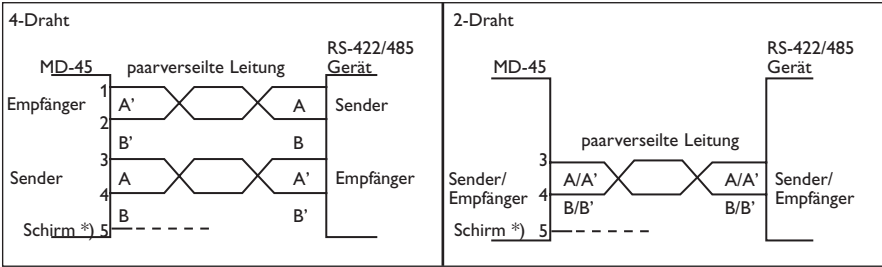 4-Draht
RS-422/485
MD-45 paarverseilte Leitung Gerät
1
Empfänger A' A Sender
2
B' B
3
Sender A A' Empfänger
4
B B'
Schirm *) 5
2-Draht
RS-422/485
MD-45 Gerät
paarverseilte Leitung
3
Sender/ A/A' A/A' Sender/
Empfänger 4 B/B' B/B' Empfänger
Schirm *) 5